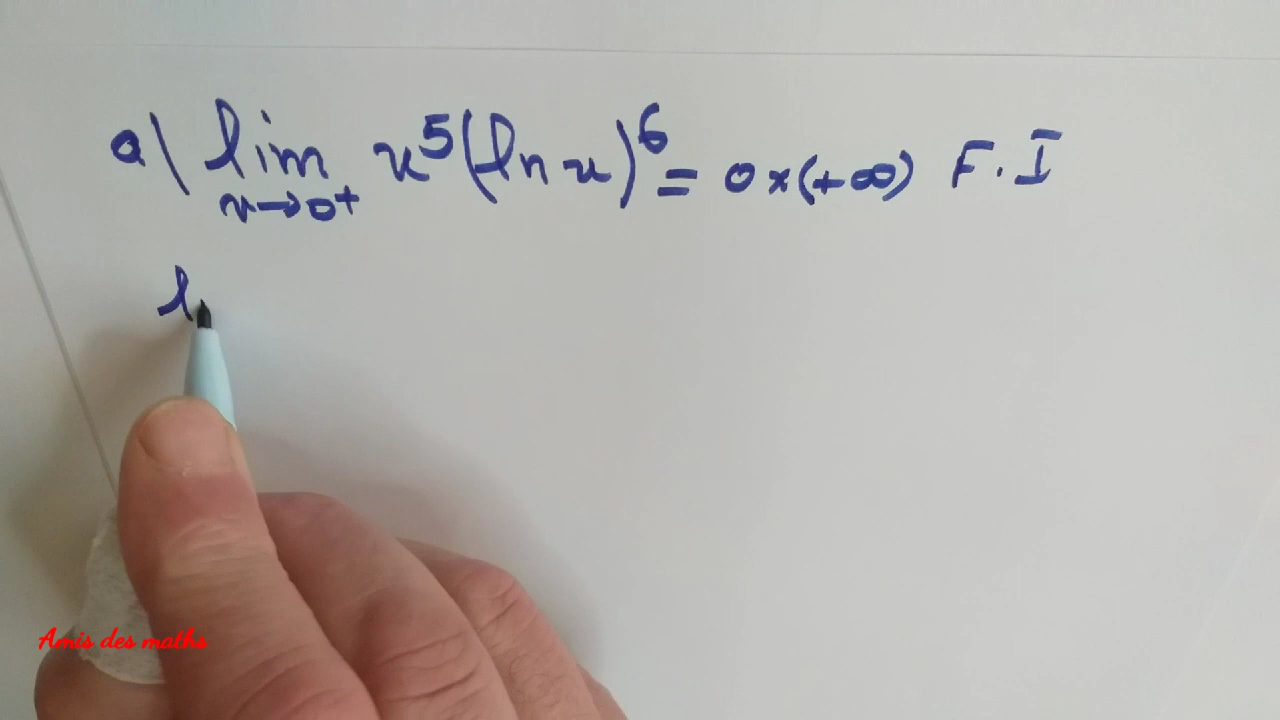 a) lim x⁵(ln x)⁶ = 0×(+∞) F.I
x→0⁺
l
Amis des maths